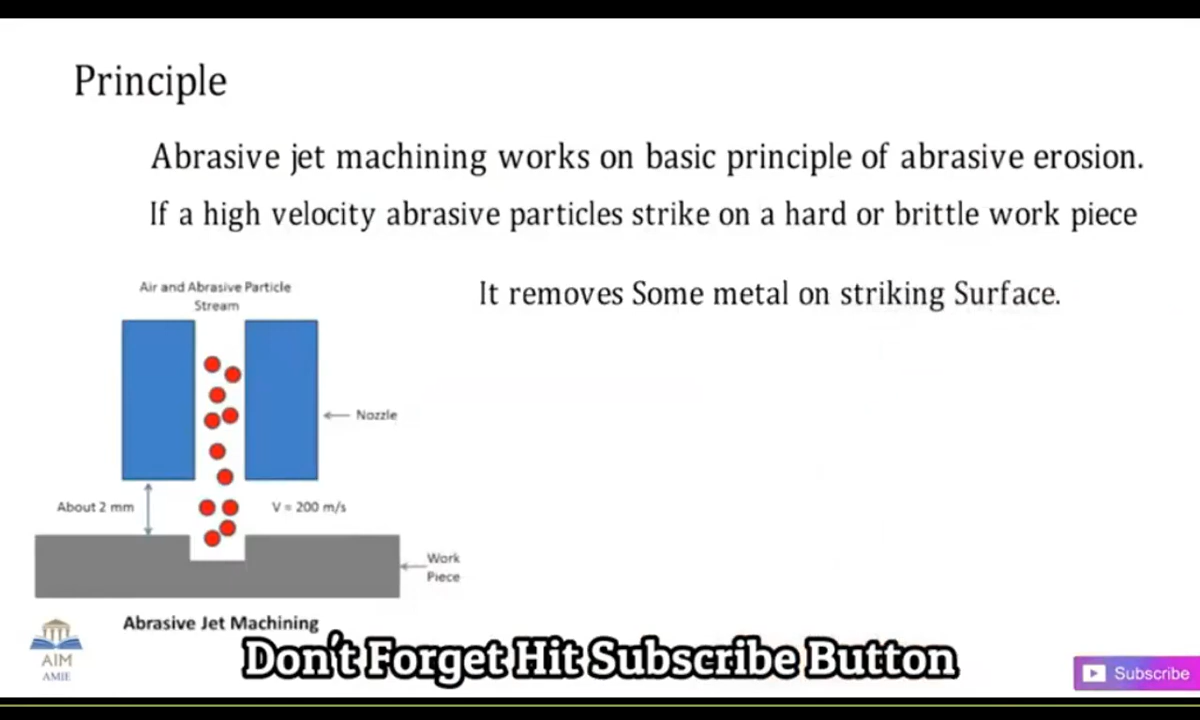 Principle
Abrasive jet machining works on basic principle of abrasive erosion.
If a high velocity abrasive particles strike on a hard or brittle work piece
It removes Some metal on striking Surface.
Air and Abrasive Particle
Stream
Nozzle
About 2 mm
V = 200 m/s
Work
Piece
Abrasive Jet Machining
AIM
AMIE
Don't Forget Hit Subscribe Button
Subscribe